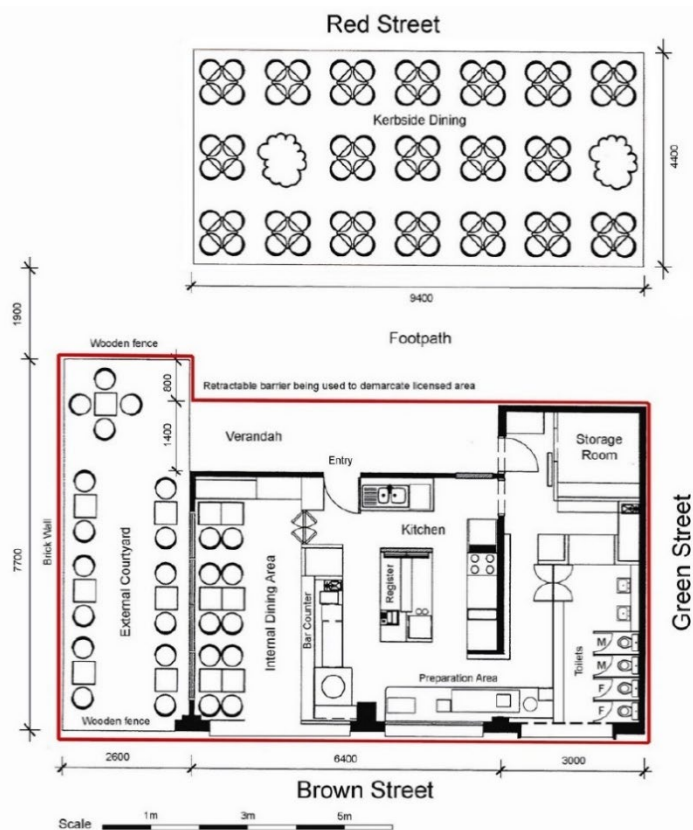 Red Street
Kerbside Dining
4400
9400
1900
Footpath
Wooden fence
Retractable barrier being used to demarcate licensed area
800
1400
Verandah
Entry
Storage
Room
Kitchen
7700
Brick Wall
External Courtyard
Internal Dining Area
Bar Counter
Register
Green Street
Toilets
M
M
F
F
Preparation Area
Wooden fence
2600
6400
3000
Brown Street
Scale
1m
3m
5m